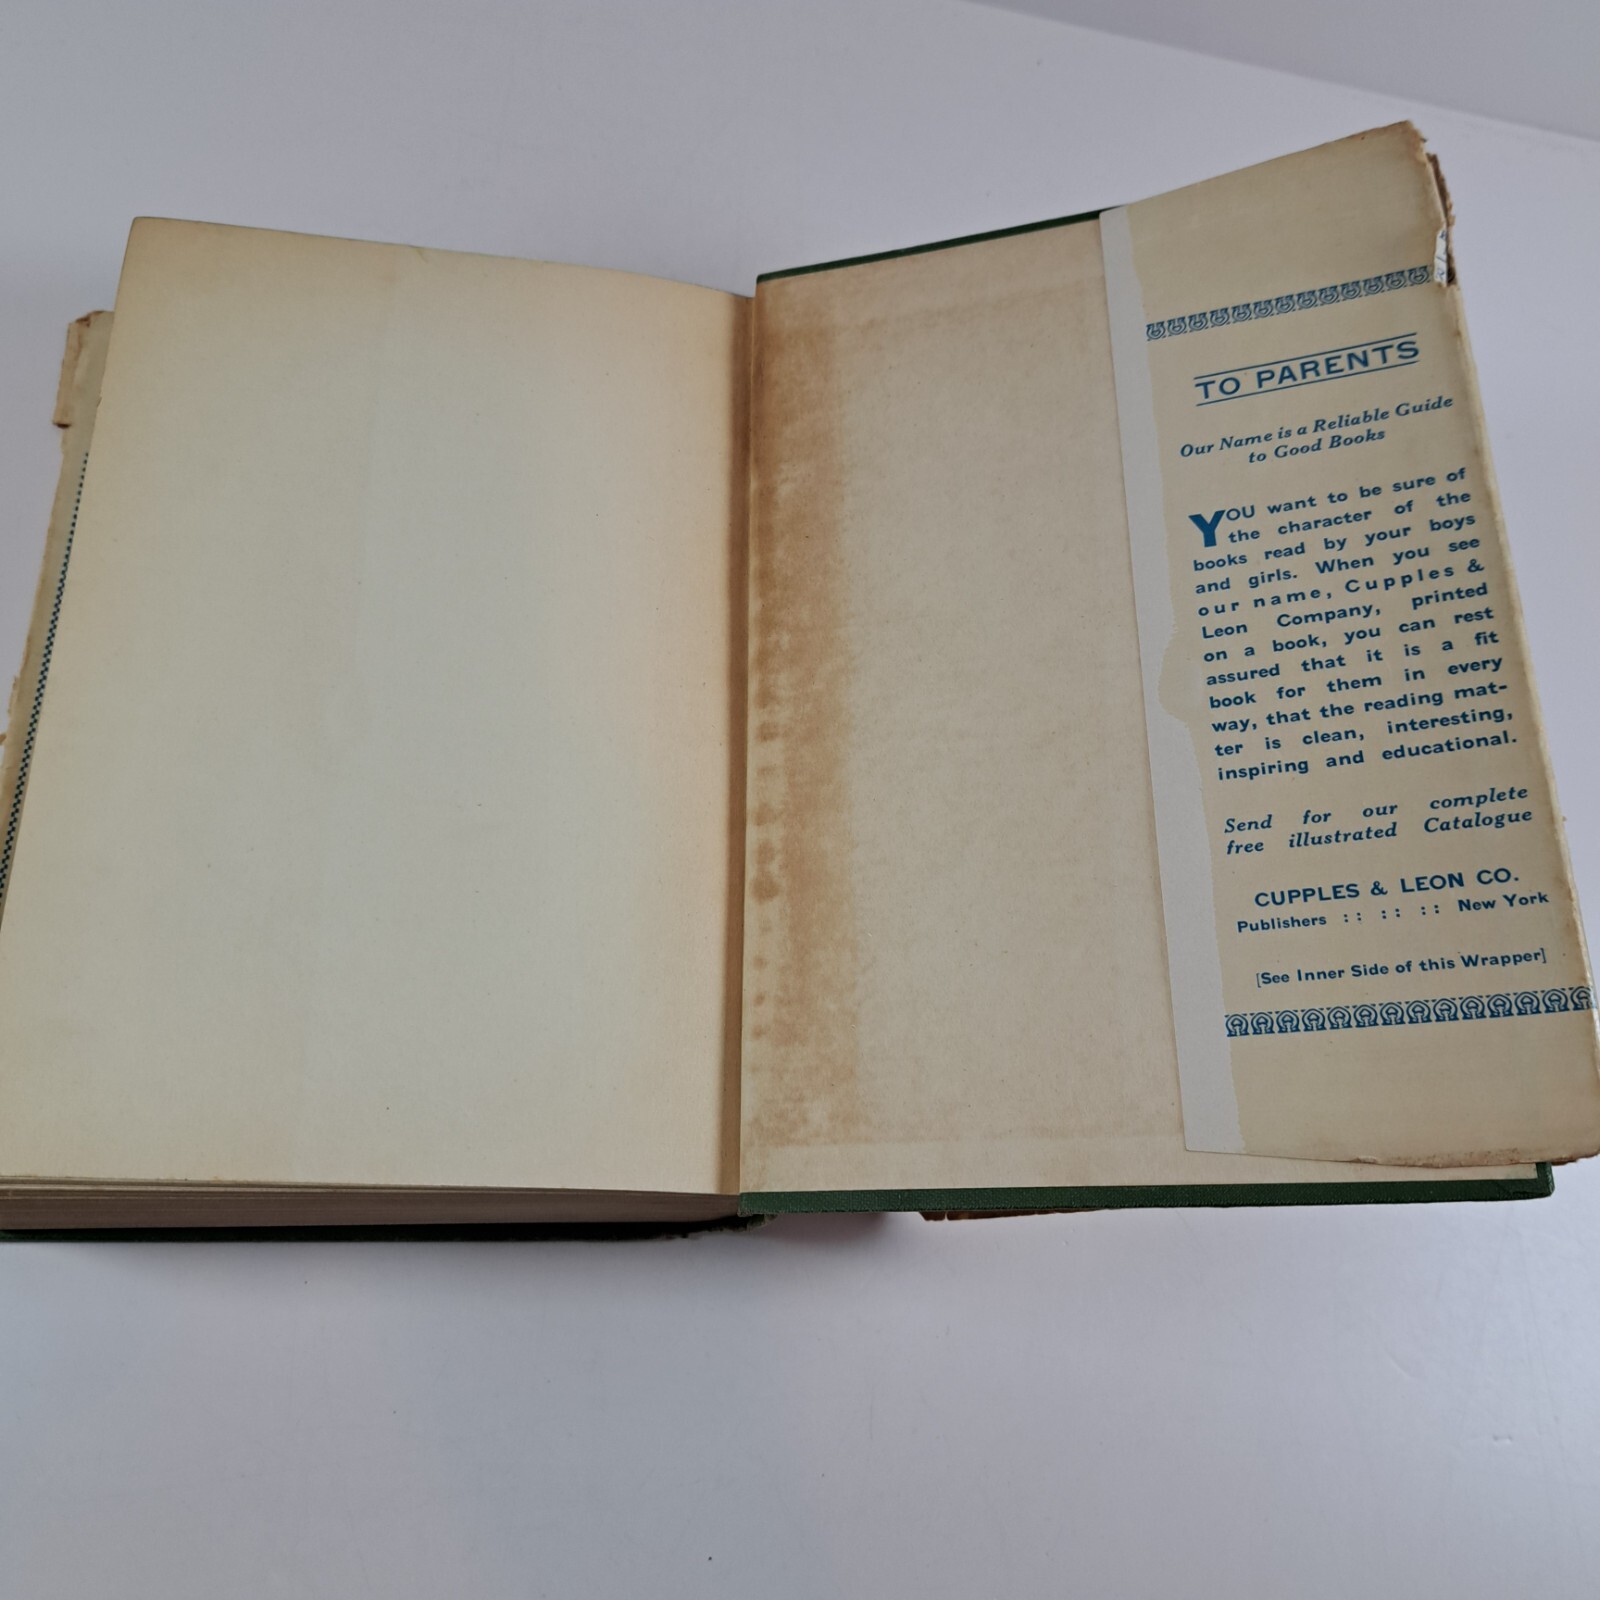 TO PARENTS
Our Name is a Reliable Guide
to Good Books
YOU want to be sure of
the character of the
books read by your boys
and girls. When you see
our name, Cupples &
Leon Company, printed
on a book, you can rest
assured that it is a fit
book for them in every
way, that the reading mat-
ter is clean, interesting,
inspiring and educational.
Send for our complete
free illustrated Catalogue
CUPPLES & LEON CO.
Publishers :: :: :: New York
[See Inner Side of this Wrapper]